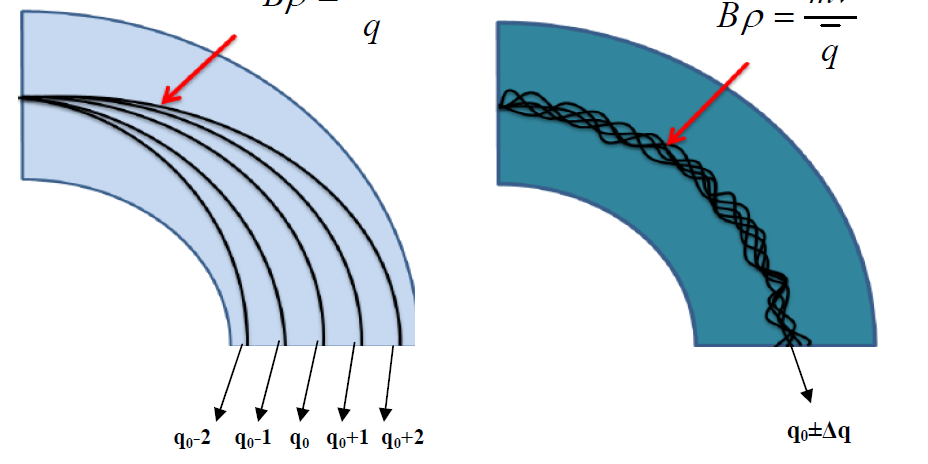 Bρ =
q
Bρ = mv
q̄
q₀-2 q₀-1 q₀ q₀+1 q₀+2
q₀±Δq